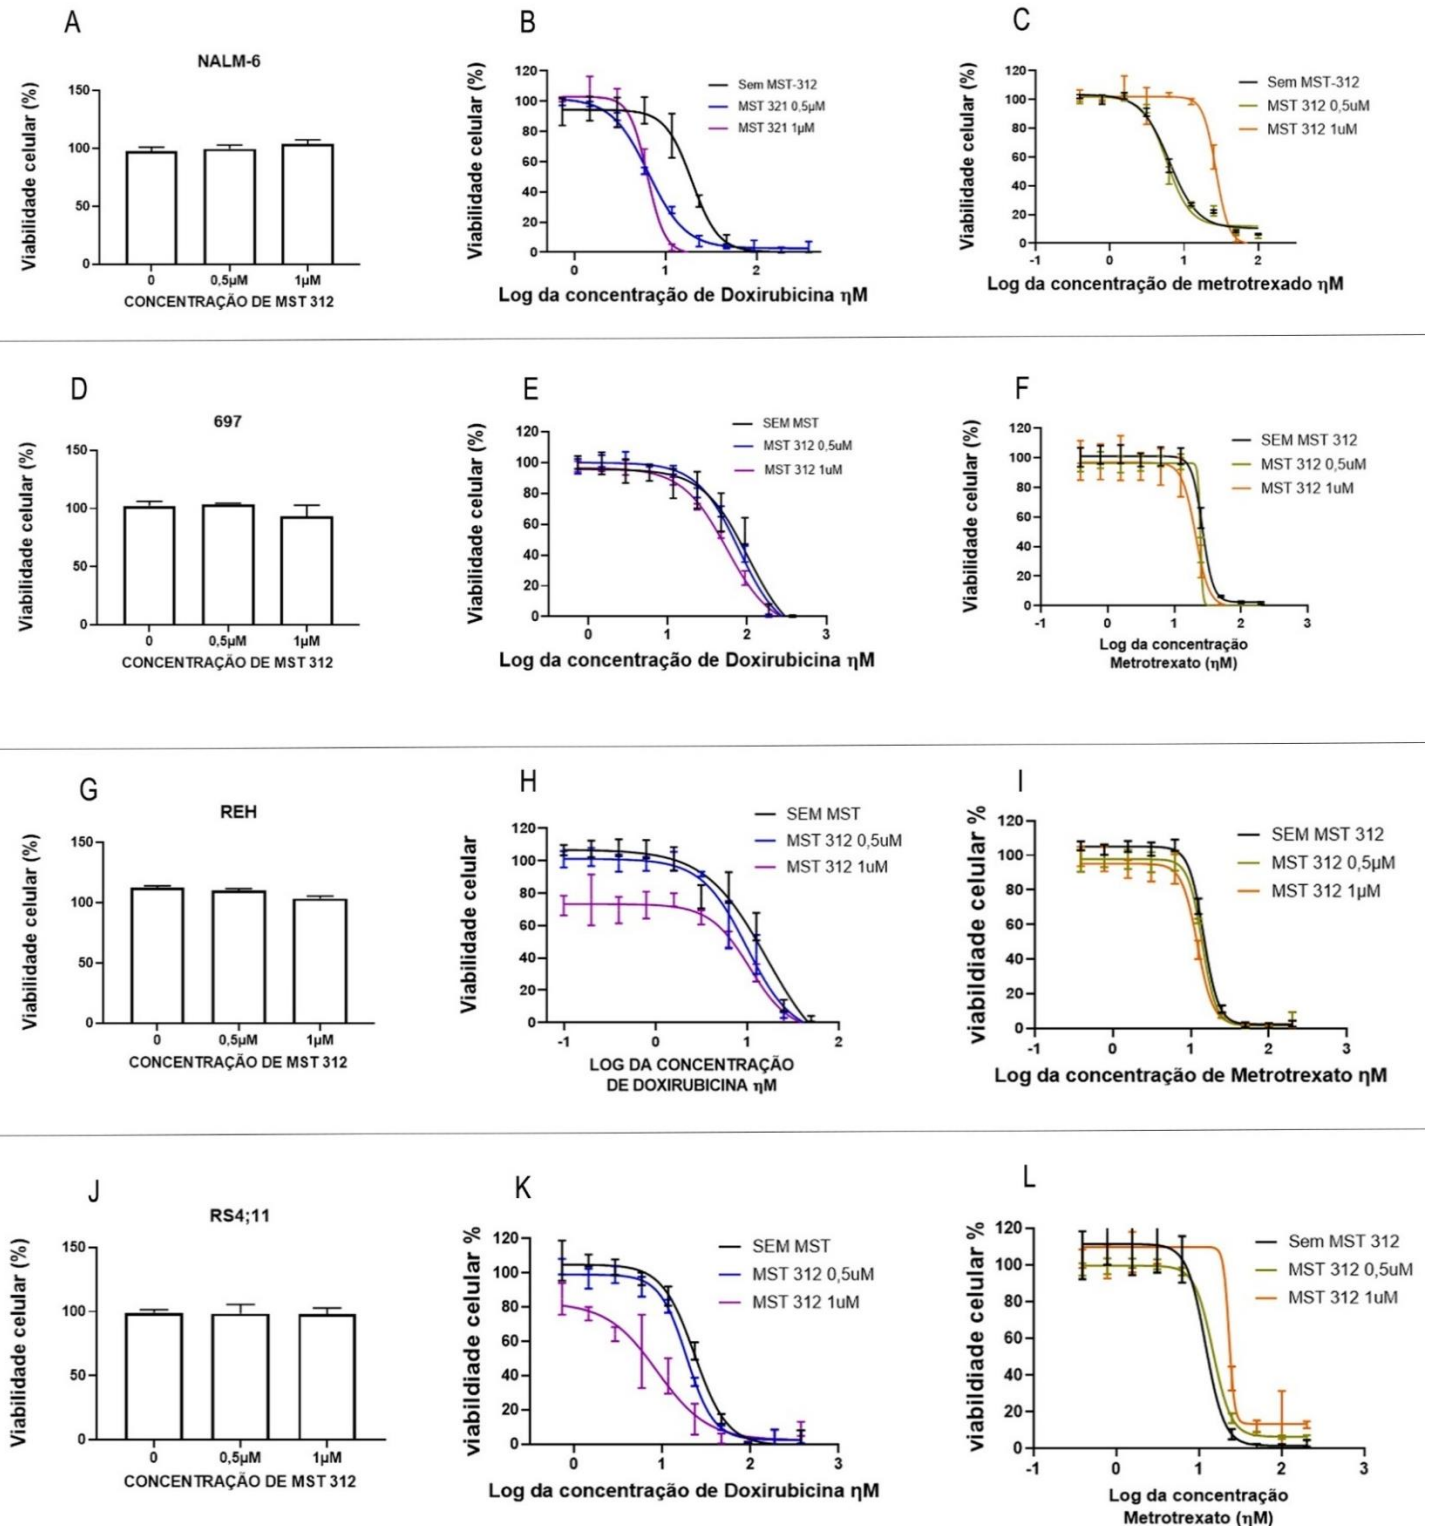 A
NALM-6
Viabilidade celular (%)
150
100
50
0
0 0,5µM 1µM
CONCENTRAÇÃO DE MST 312
B
Viabilidade celular (%)
120
100
80
60
40
20
0
0 1 2
Log da concentração de Doxirubicina ηM
Sem MST-312
MST 321 0,5µM
MST 321 1µM
C
Viabilidade celular (%)
120
100
80
60
40
20
0
-1 0 1 2
Log da concentração de metrotrexado ηM
Sem MST-312
MST 312 0,5uM
MST 312 1uM
D
697
Viabilidade celular (%)
150
100
50
0
0 0,5µM 1µM
CONCENTRAÇÃO DE MST 312
E
Viabilidade celular (%)
120
100
80
60
40
20
0
0 1 2 3
Log da concentração de Doxirubicina ηM
SEM MST
MST 312 0,5uM
MST 312 1uM
F
Viabilidade celular (%)
120
100
80
60
40
20
0
-1 0 1 2 3
Log da concentração
Metrotrexato (ηM)
SEM MST 312
MST 312 0,5uM
MST 312 1uM
G
REH
Viabilidade celular (%)
150
100
50
0
0 0,5µM 1µM
CONCENTRAÇÃO DE MST 312
H
Viabilidade celular
120
100
80
60
40
20
0
-1 0 1 2
LOG DA CONCENTRAÇÃO
DE DOXIRUBICINA ηM
SEM MST
MST 312 0,5uM
MST 312 1uM
I
viabildiade celular %
120
100
80
60
40
20
0
-1 0 1 2 3
Log da concentração de Metrotrexato ηM
SEM MST 312
MST 312 0,5µM
MST 312 1µM
J
RS4;11
Viabilidade celular (%)
150
100
50
0
0 0,5µM 1µM
CONCENTRAÇÃO DE MST 312
K
viabildiade celular %
120
100
80
60
40
20
0
0 1 2 3
Log da concentração de Doxirubicina ηM
SEM MST
MST 312 0,5uM
MST 312 1uM
L
viabildiade celular %
120
100
80
60
40
20
0
-1 0 1 2 3
Log da concentração
Metrotrexato (ηM)
Sem MST 312
MST 312 0,5uM
MST 312 1uM